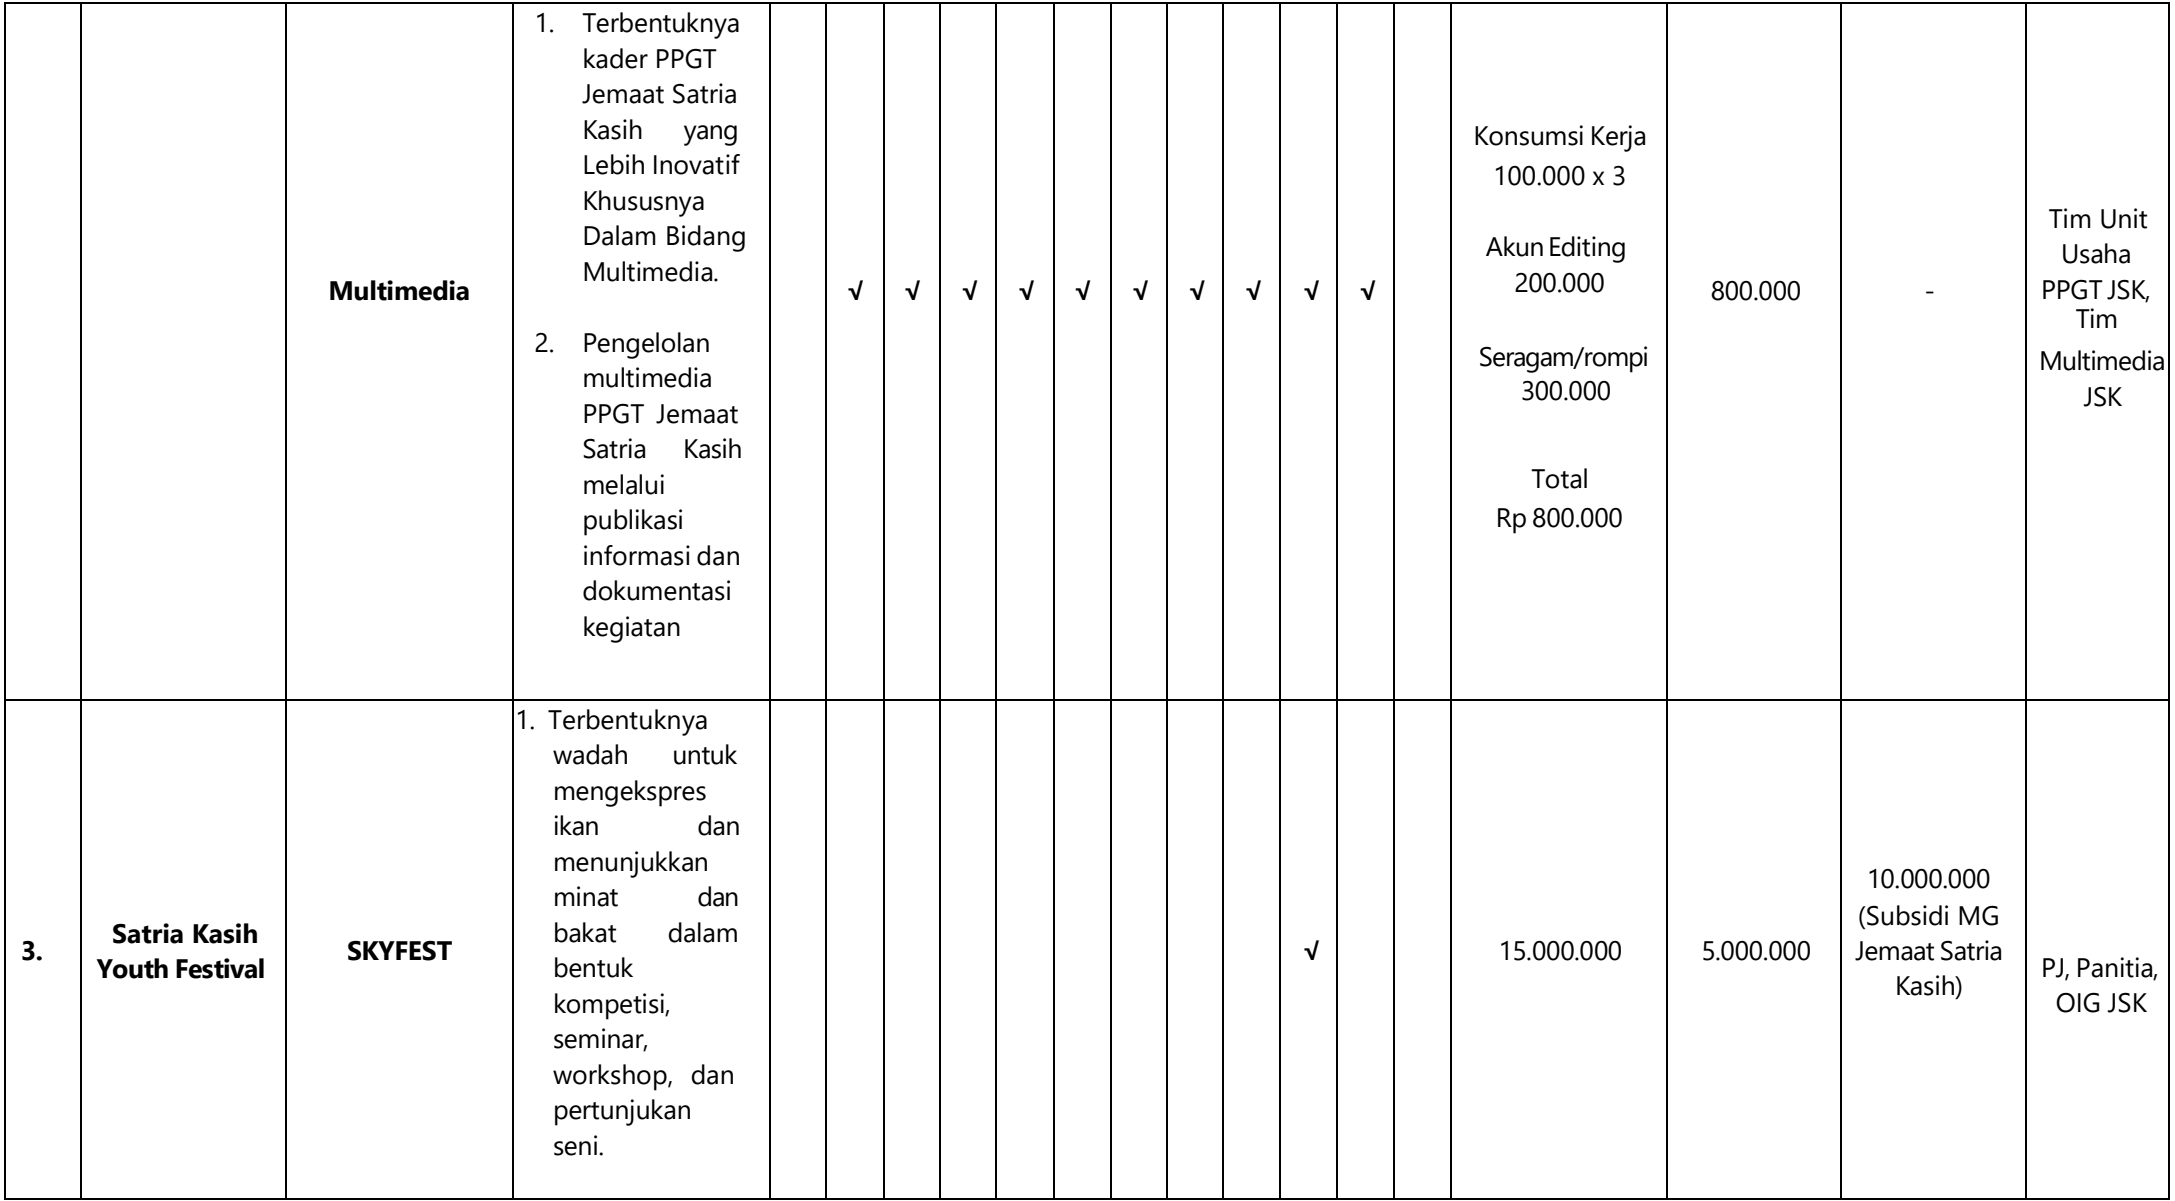 Multimedia
1. Terbentuknya
kader PPGT
Jemaat Satria
Kasih yang
Lebih Inovatif
Khususnya
Dalam Bidang
Multimedia.
2. Pengelolan
multimedia
PPGT Jemaat
Satria Kasih
melalui
publikasi
informasi dan
dokumentasi
kegiatan
√ √ √ √ √ √ √ √ √ √
Konsumsi Kerja
100.000 x 3
Akun Editing
200.000
Seragam/rompi
300.000
Total
Rp 800.000
800.000
-
Tim Unit
Usaha
PPGT JSK,
Tim
Multimedia
JSK
3.
Satria Kasih
Youth Festival
SKYFEST
1. Terbentuknya
wadah untuk
mengekspres
ikan dan
menunjukkan
minat dan
bakat dalam
bentuk
kompetisi,
seminar,
workshop, dan
pertunjukan
seni.
√
15.000.000
5.000.000
10.000.000
(Subsidi MG
Jemaat Satria
Kasih)
PJ, Panitia,
OIG JSK